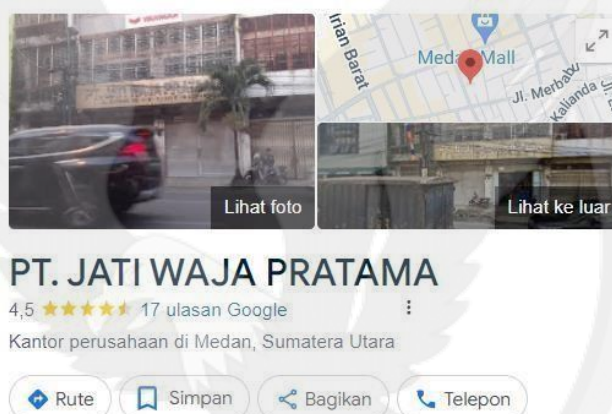 Irian Barat
Medan Mall
Jl. Merbabu
Kalianda
Lihat foto
Lihat ke luar
PT. JATI WAJA PRATAMA
4,5 17 ulasan Google
Kantor perusahaan di Medan, Sumatera Utara
Rute Simpan Bagikan Telepon